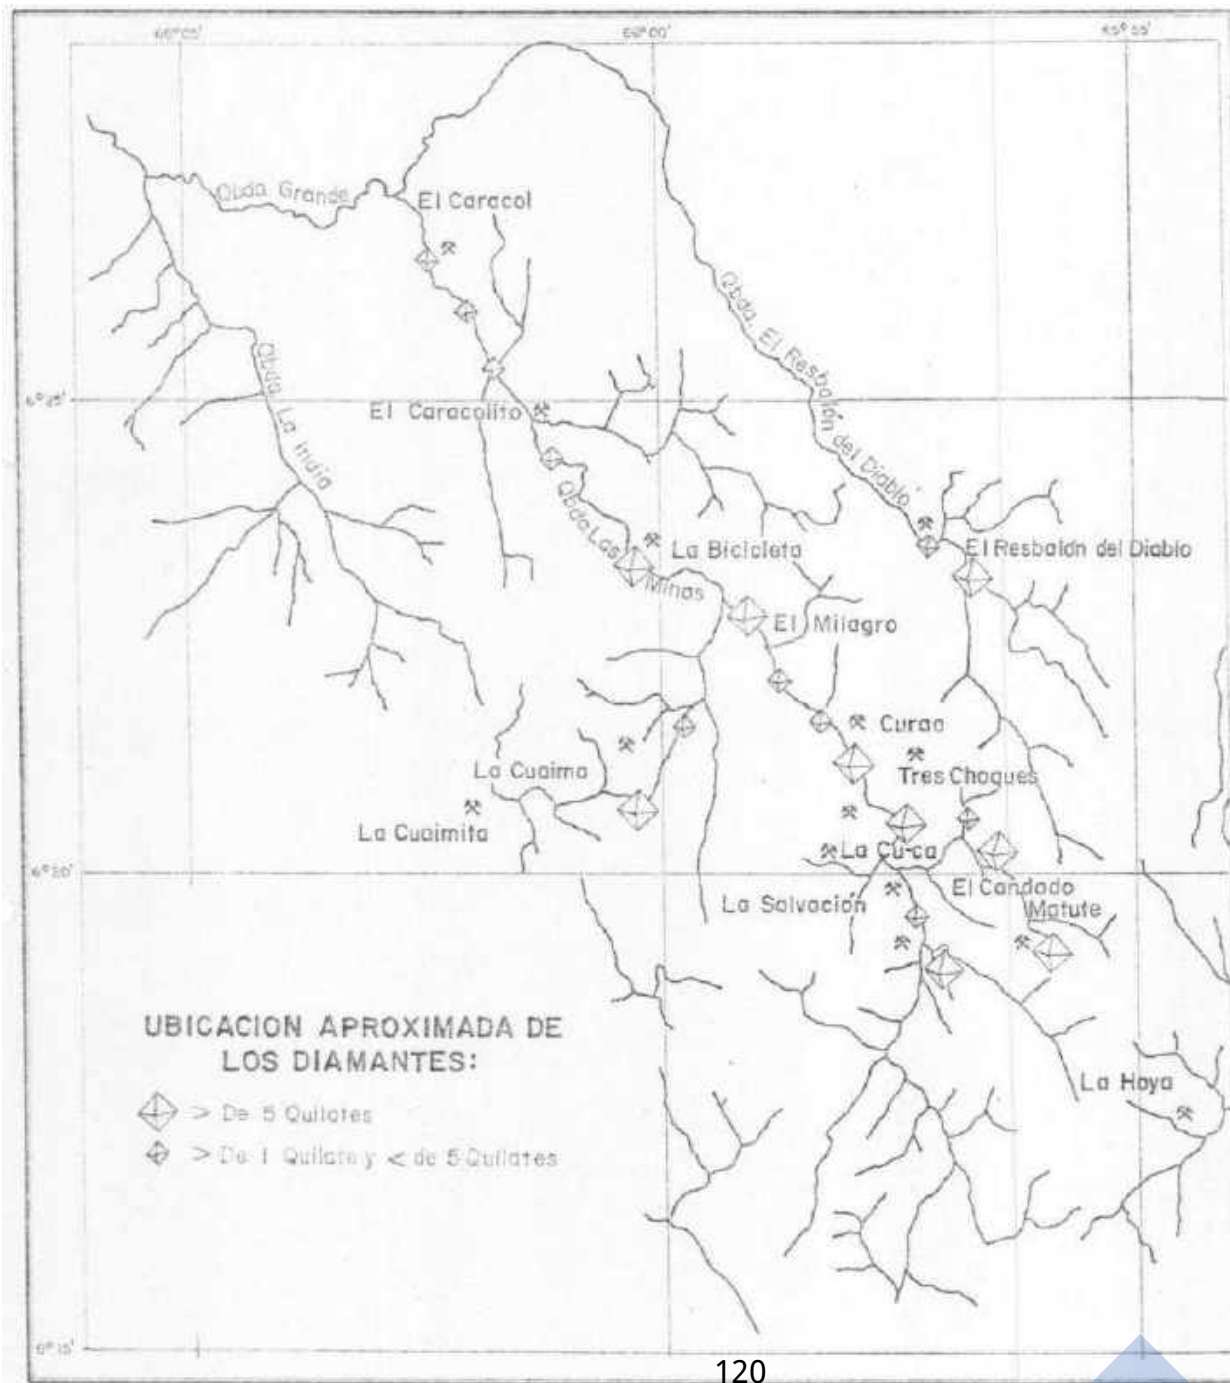 66°05' 66°00' 65°55'
Qbda Grande
El Caracol
Qbda. El Resbalón del Diablo
6°25'
El Caracolito
Qbda La India
Qbda Las Minas
La Bicicleta
El Resbalón del Diablo
El Milagro
Curao
La Cuaima
Tres Choques
La Cuaimita
La Cu ca
6°20'
El Candado
La Salvación
Matute
UBICACION APROXIMADA DE
LOS DIAMANTES:
La Hoya
> De 5 Quilates
> De 1 Quilate y < de 5 Quilates
6°15'
120